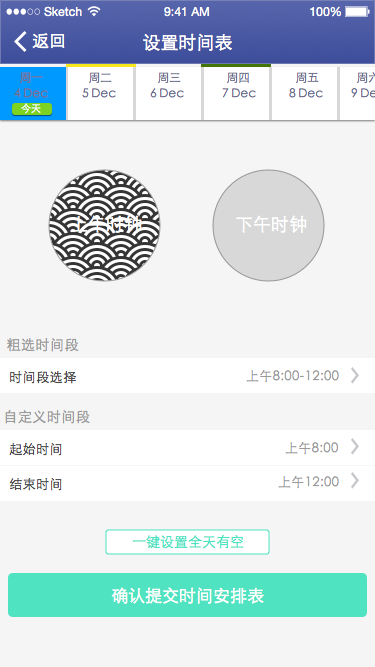 Sketch 9:41 AM 100%
返回 设置时间表
周一 周二 周三 周四 周五 周六
4 Dec 5 Dec 6 Dec 7 Dec 8 Dec 9 De
今天
上午时钟 下午时钟
粗选时间段
时间段选择 上午8:00-12:00
自定义时间段
起始时间 上午8:00
结束时间 上午12:00
一键设置全天有空
确认提交时间安排表